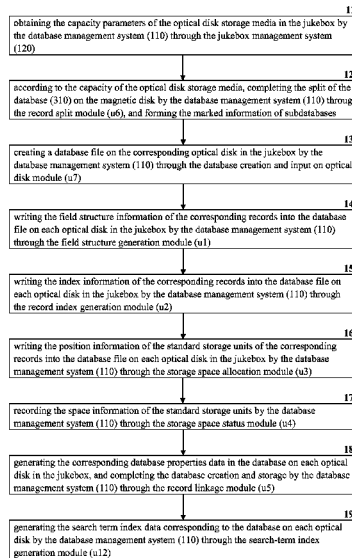 11
obtaining the capacity parameters of the optical disk storage media in the jukebox by
the database management system (110) through the jukebox management system
(120)
12
according to the capacity of the optical disk storage media, completing the split of the
database (310) on the magnetic disk by the database management system (110) throug
the record split module (u6), and forming the marked information of subdatabases
13
creating a database file on the corresponding optical disk in the jukebox by the
database management system (110) through the database creation and input on optical
disk module (u7)
14
writing the field structure information of the corresponding records into the database
file on each optical disk in the jukebox by the database management system (110)
through the field structure generation module (u1)
15
writing the index information of the corresponding records into the database file on
each optical disk in the jukebox by the database management system (110) through
the record index generation module (u2)
16
writing the position information of the standard storage units of the corresponding
records into the database file on each optical disk in the jukebox by the database
management system (110) through the storage space allocation module (u3)
17
recording the space information of the standard storage units by the database
management system (110) through the storage space status module (u4)
18
generating the corresponding database properties data in the database on each optical
disk in the jukebox, and completing the database creation and storage by the database
management system (110) through the record linkage module (u5)
19
generating the search term index data corresponding to the database on each optical
disk by the database management system (110) through the search-term index
generation module (u12)